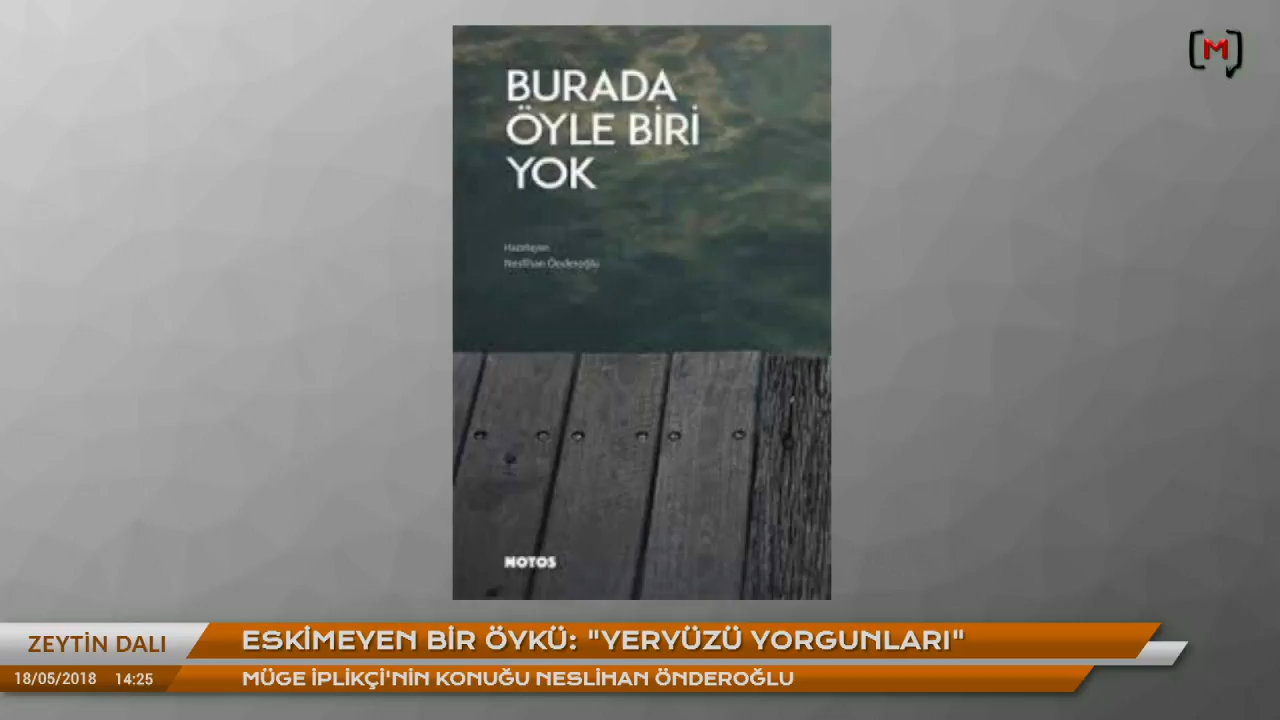 BURADA
ÖYLE BİRİ
YOK
Hazırlayan
Neslihan Önderoğlu
NOTOS
M
ZEYTİN DALI
ESKİMEYEN BİR ÖYKÜ: "YERYÜZÜ YORGUNLARI"
18/05/2018 14:25
MÜGE İPLİKÇİ'NİN KONUĞU NESLİHAN ÖNDEROĞLU